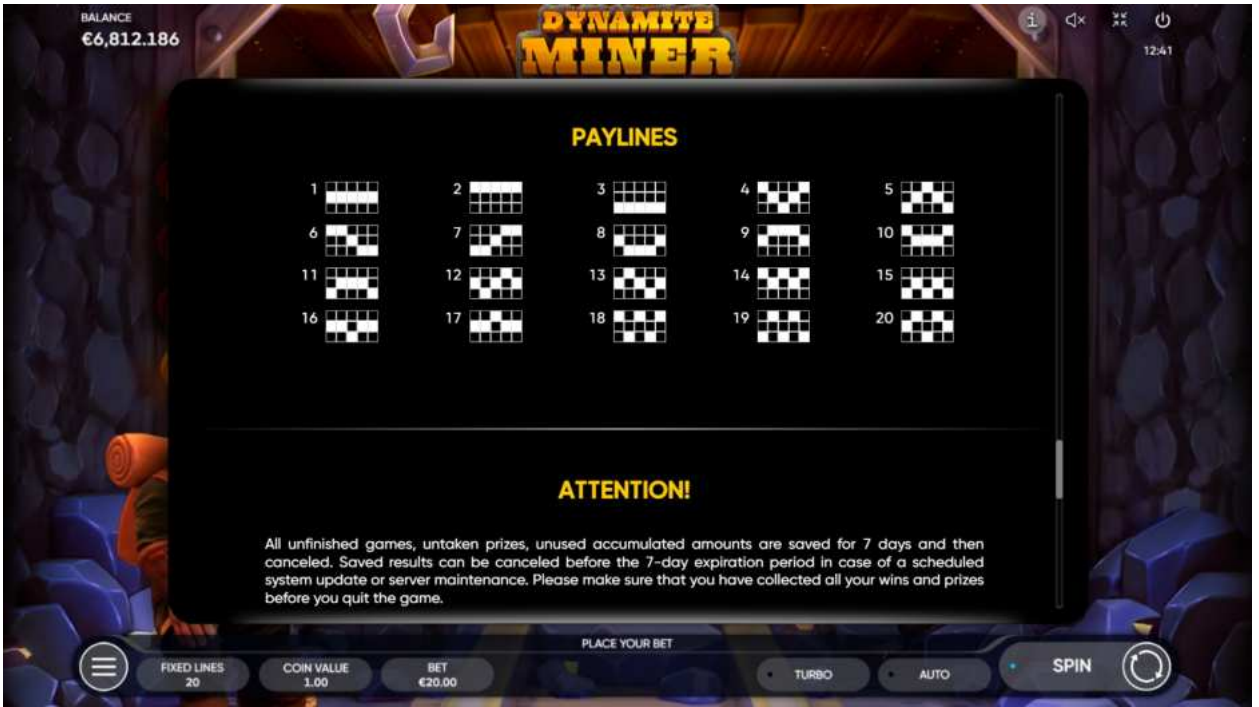 BALANCE
€6,812.186
DYNAMITE
MINER
i
12:41
PAYLINES
1 2 3 4 5
6 7 8 9 10
11 12 13 14 15
16 17 18 19 20
ATTENTION!
All unfinished games, untaken prizes, unused accumulated amounts are saved for 7 days and then
canceled. Saved results can be canceled before the 7-day expiration period in case of a scheduled
system update or server maintenance. Please make sure that you have collected all your wins and prizes
before you quit the game.
PLACE YOUR BET
FIXED LINES
20
COIN VALUE
1.00
BET
€20.00
TURBO
AUTO
SPIN